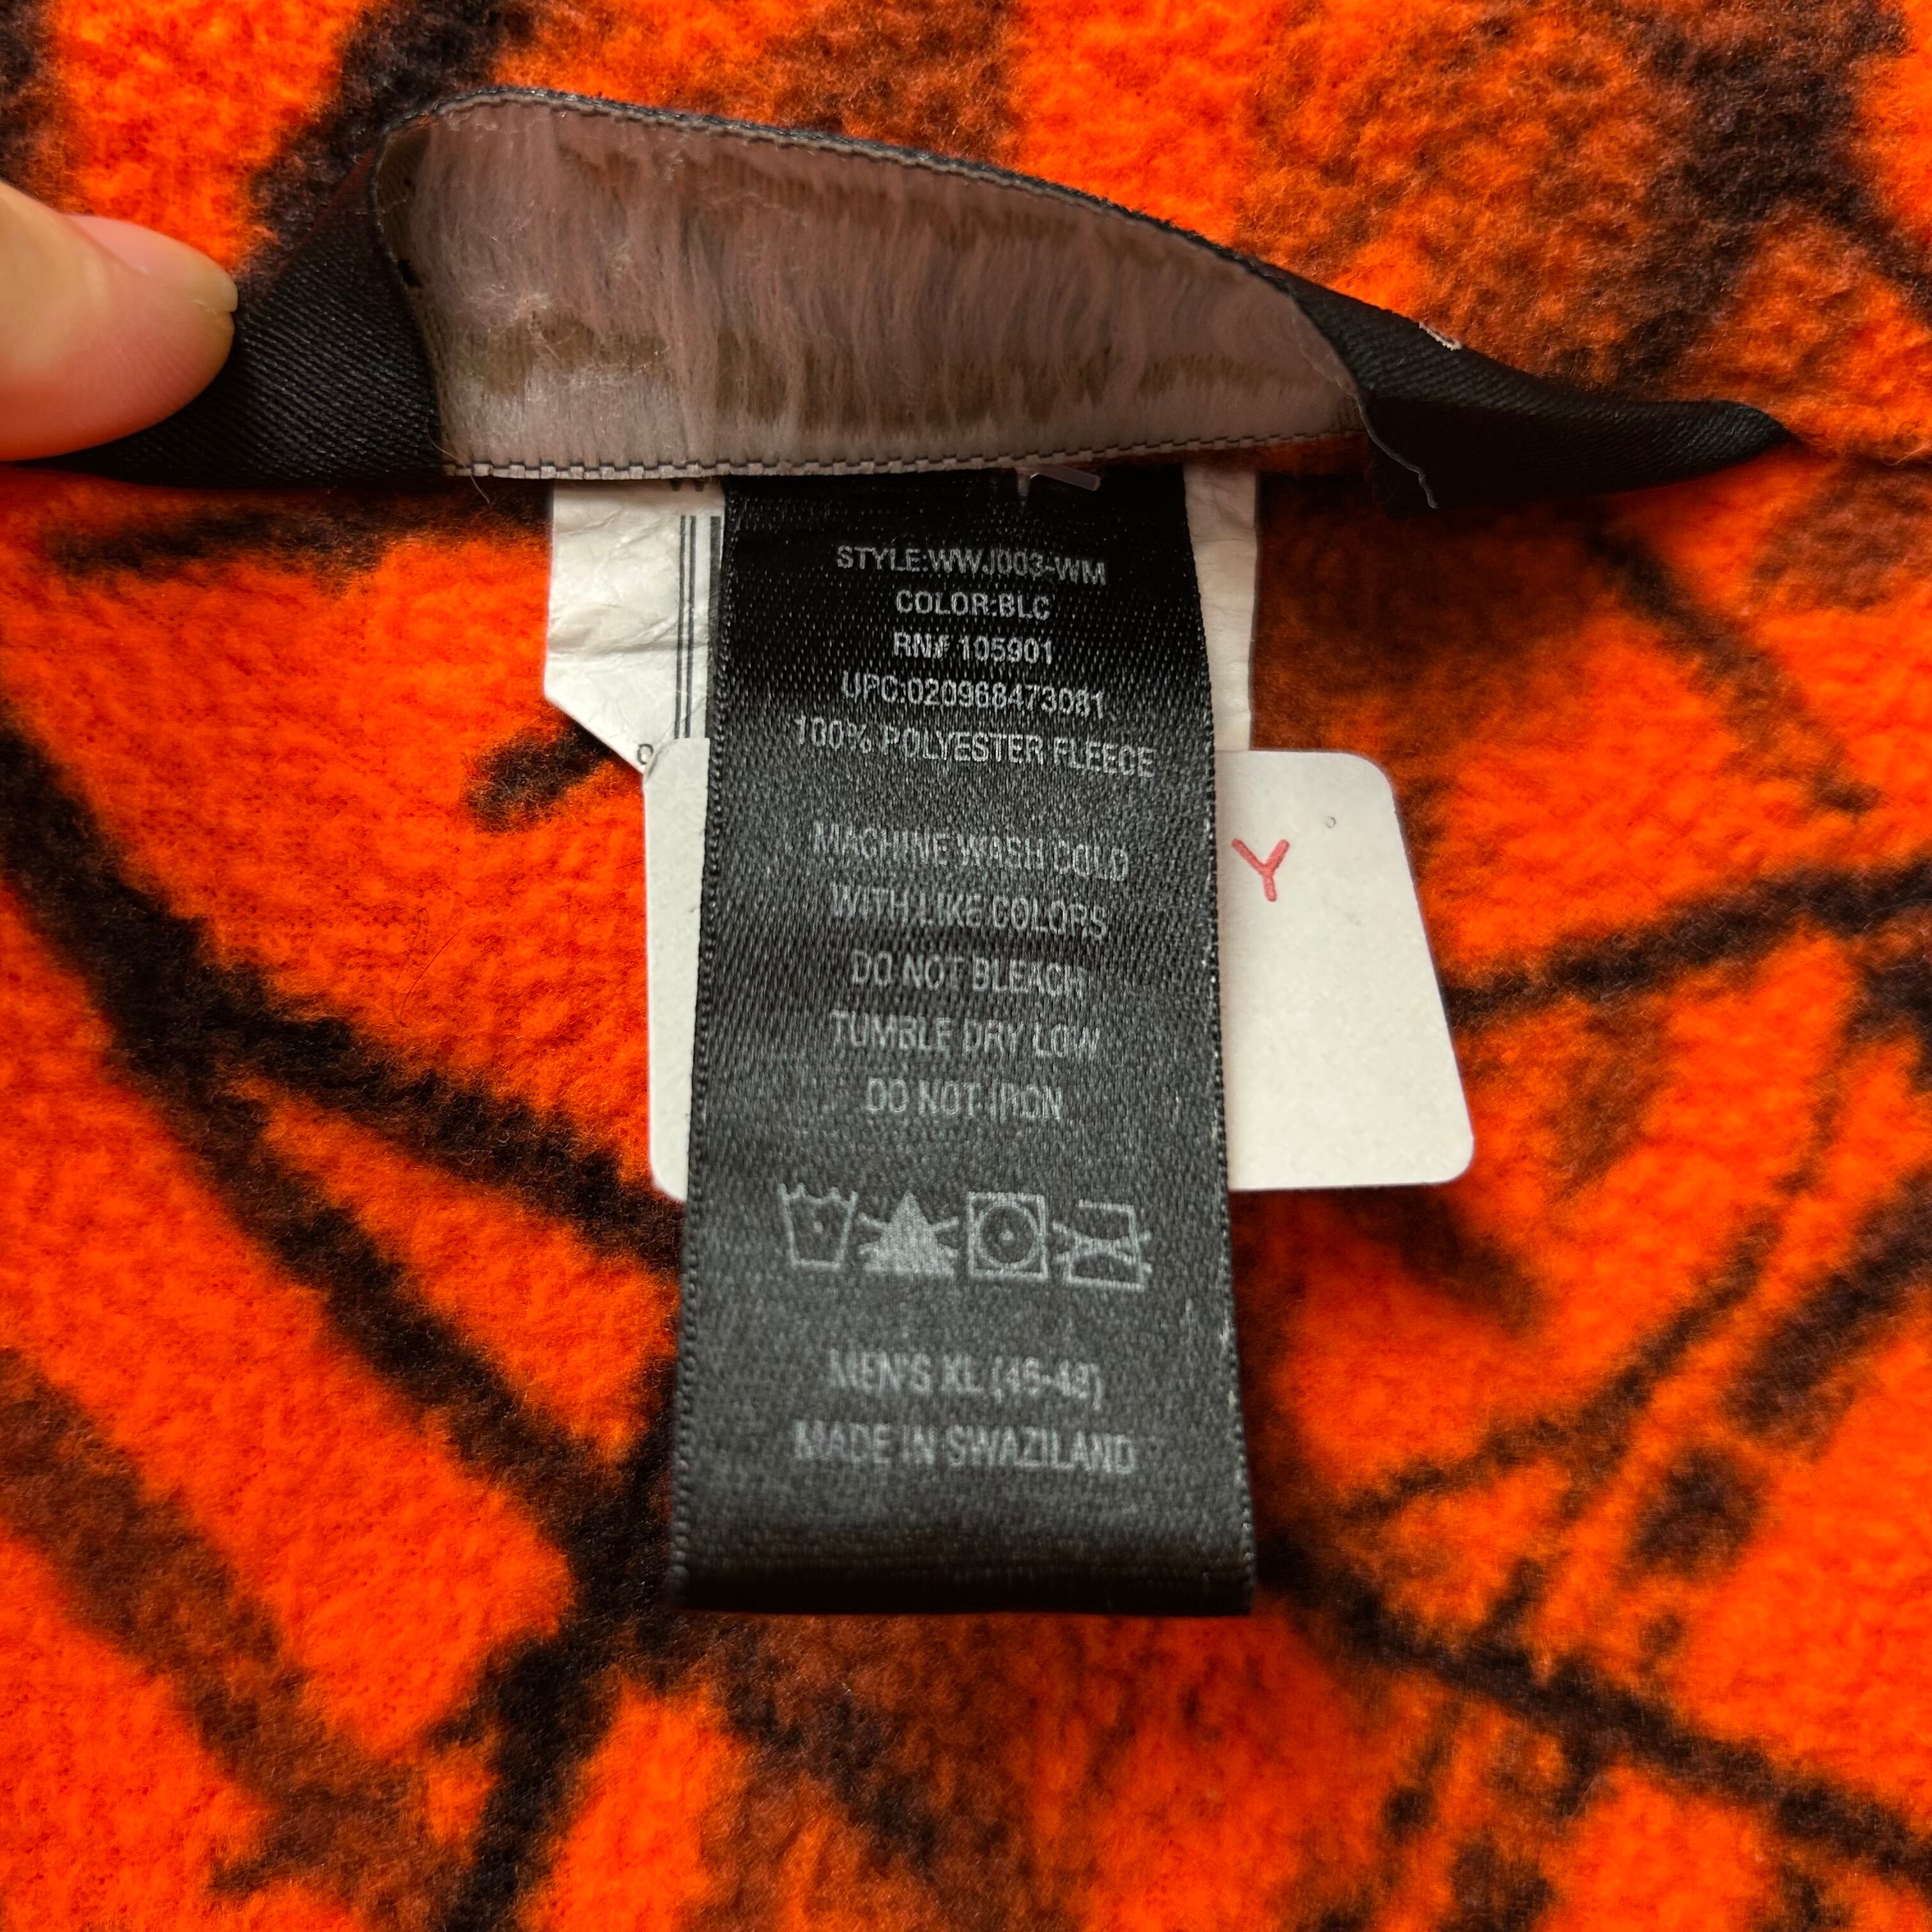 STYLE:WWJ003-WM
COLOR:BLC
RN# 105901
UPC:020968473081
100% POLYESTER FLEECE
MACHINE WASH COLD
WITH LIKE COLORS
DO NOT BLEACH
TUMBLE DRY LOW
DO NOT IRON
MEN'S XL (46-48)
MADE IN SWAZILAND
Y